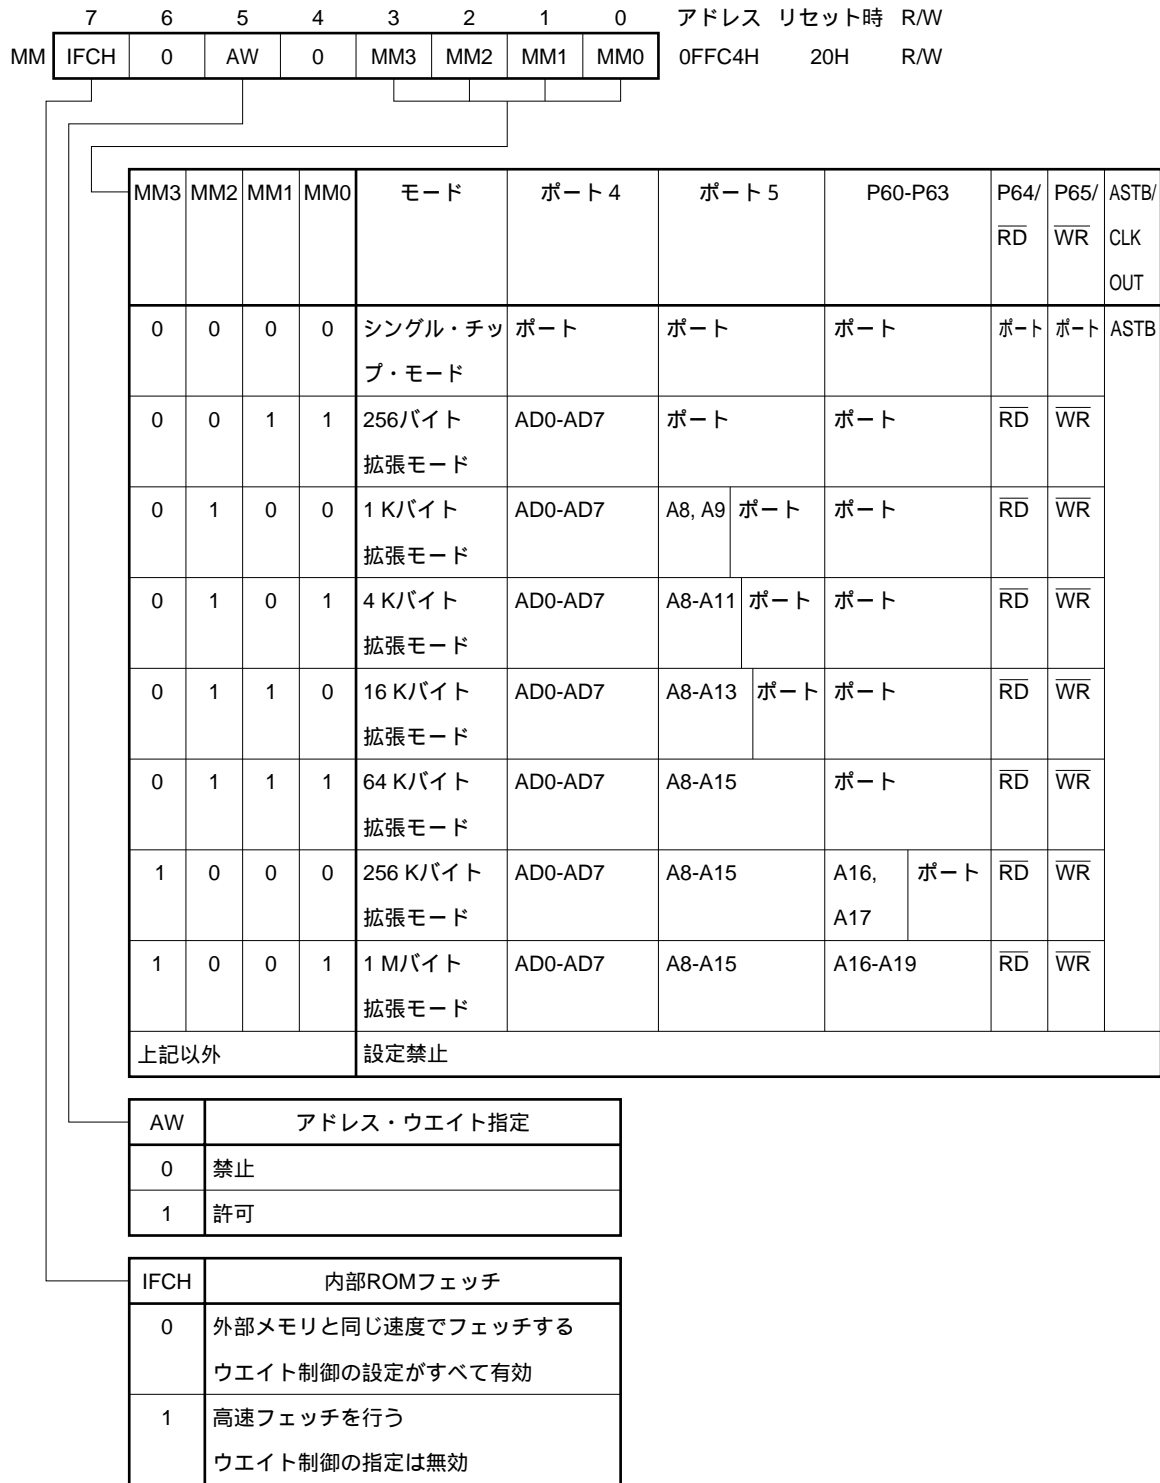 7 6 5 4 3 2 1 0 アドレス リセット時 R/W
MM IFCH 0 AW 0 MM3 MM2 MM1 MM0 0FFC4H 20H R/W
MM3 MM2 MM1 MM0 モード ポート4 ポート5 P60-P63 P64/ P65/ ASTB/
RD WR CLK
OUT
0 0 0 0 シングル・チッ ポート ポート ポート ポート ポート ASTB
プ・モード
0 0 1 1 256バイト AD0-AD7 ポート ポート RD WR
拡張モード
0 1 0 0 1 Kバイト AD0-AD7 A8, A9 ポート ポート RD WR
拡張モード
0 1 0 1 4 Kバイト AD0-AD7 A8-A11 ポート ポート RD WR
拡張モード
0 1 1 0 16 Kバイト AD0-AD7 A8-A13 ポート ポート RD WR
拡張モード
0 1 1 1 64 Kバイト AD0-AD7 A8-A15 ポート RD WR
拡張モード
1 0 0 0 256 Kバイト AD0-AD7 A8-A15 A16, ポート RD WR
拡張モード A17
1 0 0 1 1 Mバイト AD0-AD7 A8-A15 A16-A19 RD WR
拡張モード
上記以外 設定禁止
AW アドレス・ウエイト指定
0 禁止
1 許可
IFCH 内部ROMフェッチ
0 外部メモリと同じ速度でフェッチする
ウエイト制御の設定がすべて有効
1 高速フェッチを行う
ウエイト制御の指定は無効